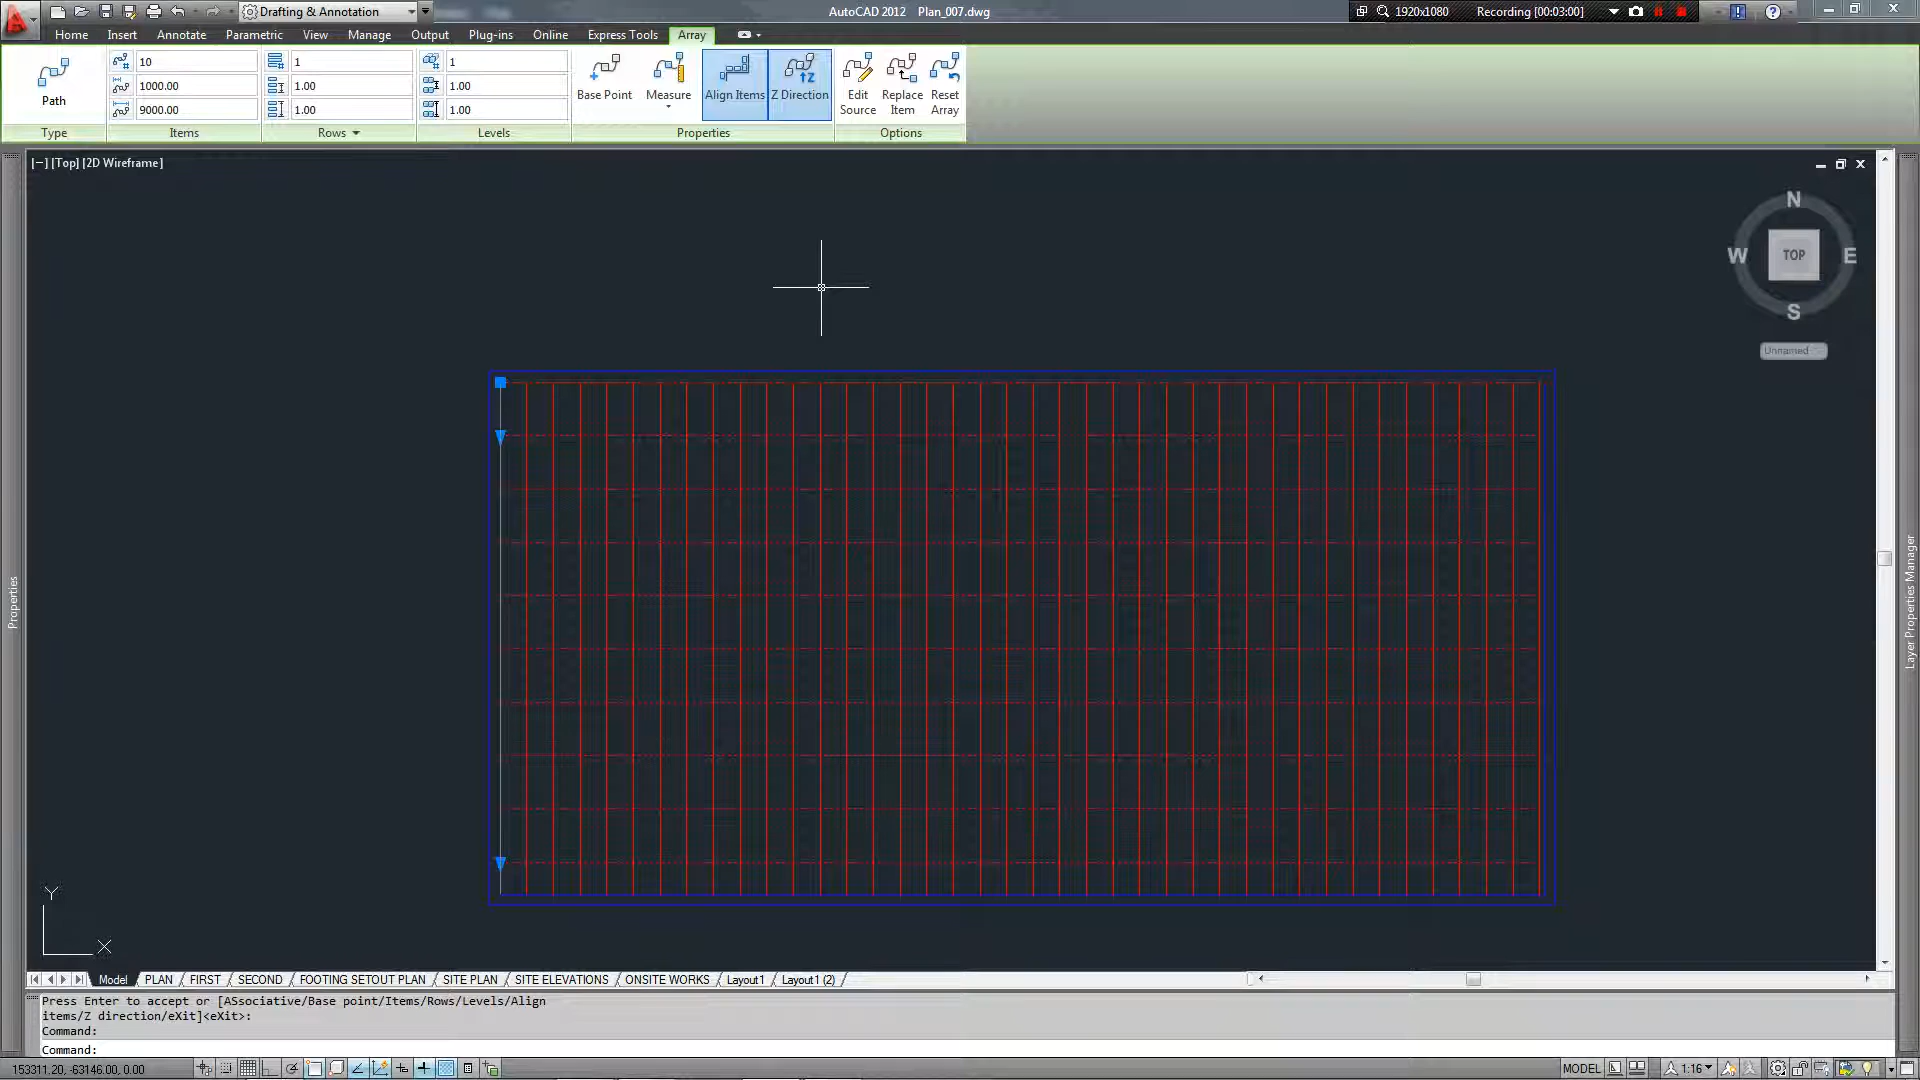 Drafting & Annotation
AutoCAD 2012 Plan_007.dwg
1920x1080
Recording [00:03:00]
Home Insert Annotate Parametric View Manage Output Plug-ins Online Express Tools Array
Path
10
1000.00
9000.00
1
1.00
1.00
1
1.00
1.00
Base Point
Measure
Align Items
Z Direction
Edit Source
Replace Item
Reset Array
Type Items Rows Levels Properties Options
[–] [Top] [2D Wireframe]
N
W TOP E
S
Unnamed
Properties
Layer Properties Manager
Y
X
Model PLAN FIRST SECOND FOOTING SETOUT PLAN SITE PLAN SITE ELEVATIONS ONSITE WORKS Layout1 Layout1 (2)
Press Enter to accept or [ASsociative/Base point/Items/Rows/Levels/Align
items/Z direction/eXit]<eXit>:
Command:
Command:
153311.20, -63146.00, 0.00
MODEL
1:16